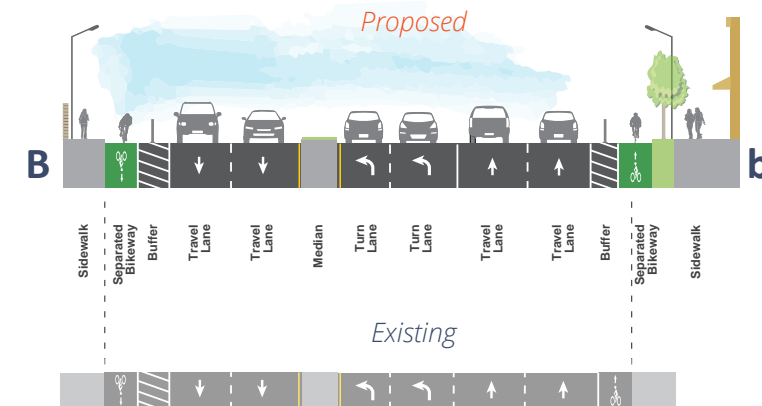 Proposed
B
b
Sidewalk
Separated
Bikeway
Buffer
Travel
Lane
Travel
Lane
Median
Turn
Lane
Turn
Lane
Travel
Lane
Travel
Lane
Buffer
Separated
Bikeway
Sidewalk
Existing